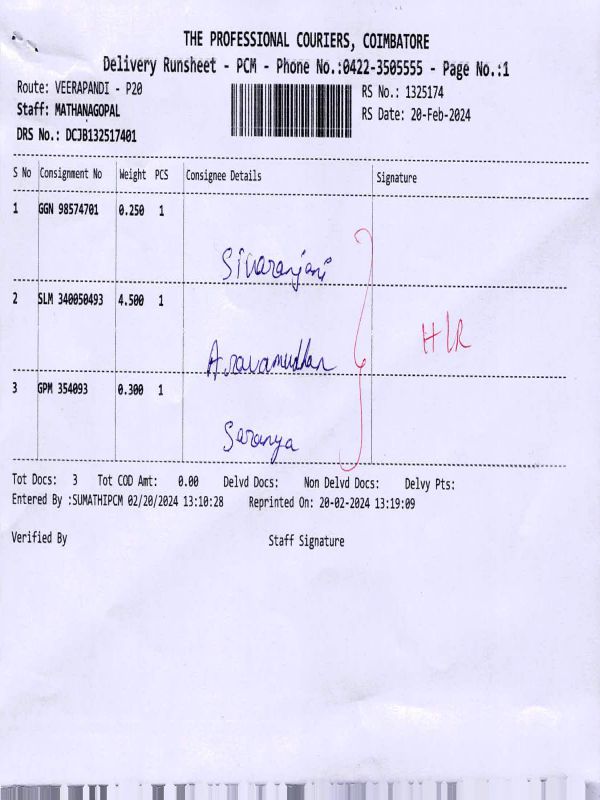 THE PROFESSIONAL COURIERS, COIMBATORE
Delivery Runsheet - PCM - Phone No.:0422-3505555 - Page No.:1
Route: VEERAPANDI - P20 RS No.: 1325174
Staff: MATHANAGOPAL RS Date: 20-Feb-2024
DRS No.: DCJB132517401
S No Consignment No Weight PCS Consignee Details Signature
1 GGN 98574701 0.250 1
Sivaranjani
2 SLM 340050493 4.500 1
HLR
Aravamudhan
3 GPM 354093 0.300 1
Saranya
Tot Docs: 3 Tot COD Amt: 0.00 Delvd Docs: Non Delvd Docs: Delvy Pts:
Entered By :SUMATHIPCM 02/20/2024 13:10:28 Reprinted On: 20-02-2024 13:19:09
Verified By Staff Signature